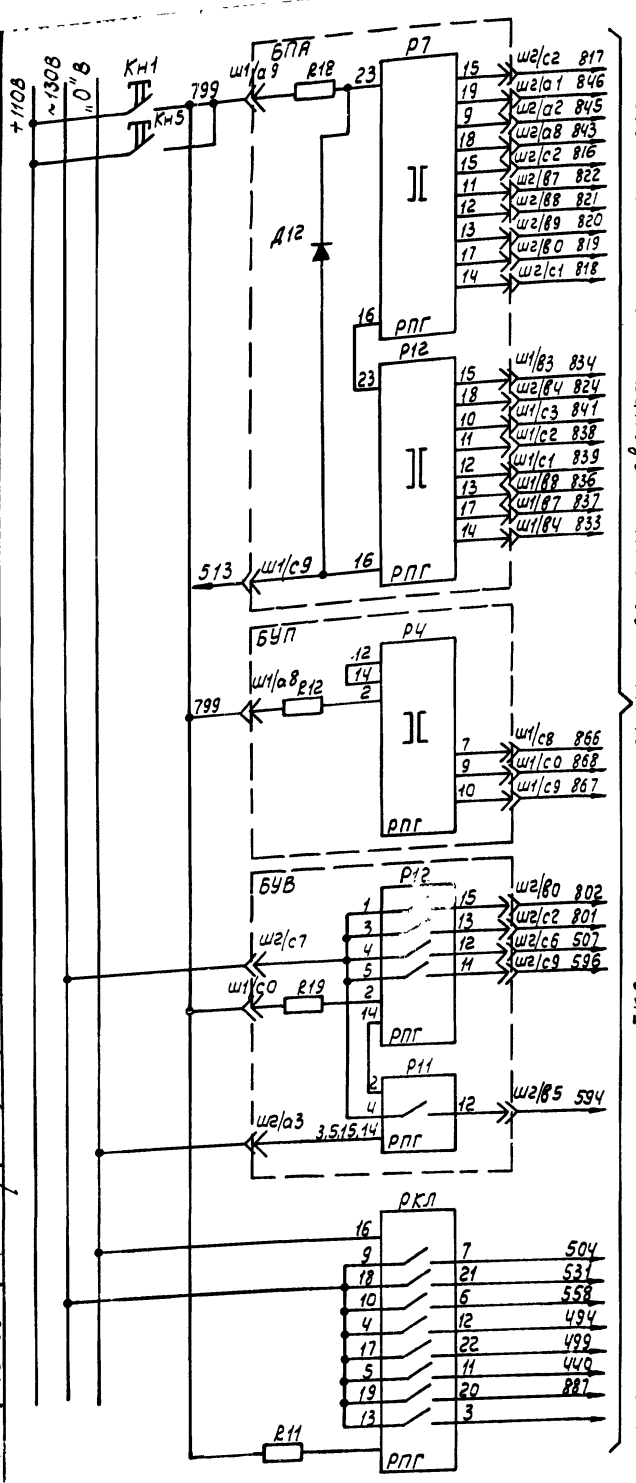 +110В
~130В
"0"В
Кн1
Кн5
799
Ш1/а9
БПА
R18
23
Д12
Р7
16
РПГ
15 Ш2/С2 817
19 Ш2/а1 846
9 Ш2/а2 845
18 Ш2/а8 843
15 Ш2/С2 816
11 Ш2/В7 822
12 Ш2/В8 821
13 Ш2/В9 820
17 Ш2/В0 819
14 Ш2/С1 818
Р12
23
15 Ш1/В3 834
18 Ш2/В4 824
10 Ш1/С3 841
11 Ш1/С2 838
12 Ш1/С1 839
13 Ш1/В8 836
17 Ш1/В7 837
14 Ш1/В4 833
513
Ш1/С9
16
РПГ
БУП
Р4
799
Ш1/а8
R12
12
14
2
7 Ш1/С8 866
9 Ш1/С0 868
10 Ш1/С9 867
РПГ
БУВ
Р12
1 15 Ш2/В0 802
3 13 Ш2/С2 801
4 12 Ш2/С6 507
5 11 Ш2/С9 596
Ш2/С7
Ш1/С0
R19
2
14
РПГ
Р11
2
4 12 Ш2/В5 594
Ш2/а3
3,5,15,14
РПГ
РКЛ
16
9 7 504
18 21 531
10 6 558
4 12 494
17 22 499
5 11 440
19 20 887
13 3
R11
РПГ